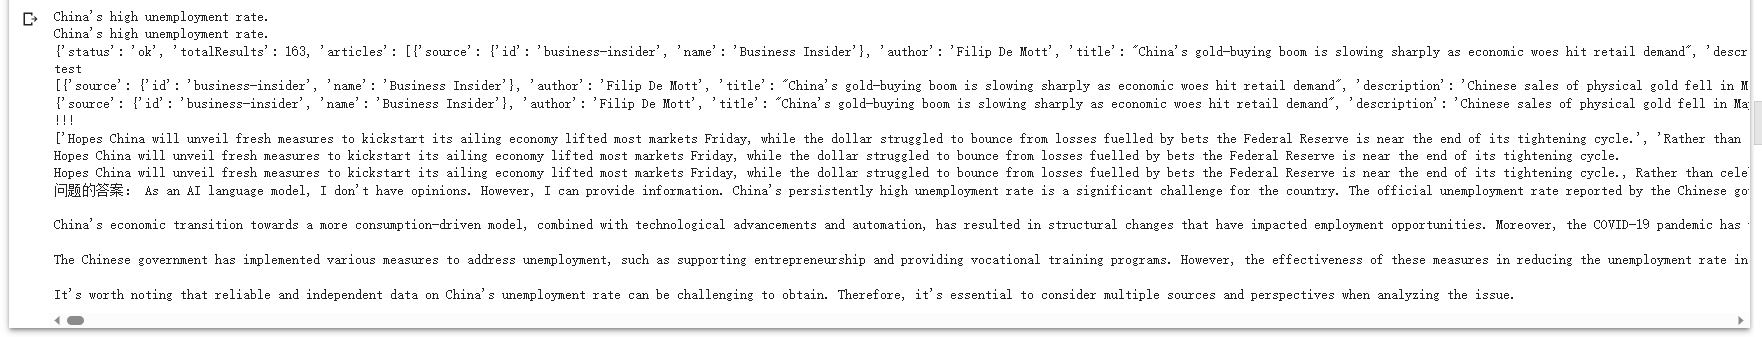 China's high unemployment rate.
China's high unemployment rate.
{'status': 'ok', 'totalResults': 163, 'articles': [{'source': {'id': 'business-insider', 'name': 'Business Insider'}, 'author': 'Filip De Mott', 'title': "China's gold-buying boom is slowing sharply as economic woes hit retail demand", 'descr
test
[{'source': {'id': 'business-insider', 'name': 'Business Insider'}, 'author': 'Filip De Mott', 'title': "China's gold-buying boom is slowing sharply as economic woes hit retail demand", 'description': 'Chinese sales of physical gold fell in M
{'source': {'id': 'business-insider', 'name': 'Business Insider'}, 'author': 'Filip De Mott', 'title': "China's gold-buying boom is slowing sharply as economic woes hit retail demand", 'description': 'Chinese sales of physical gold fell in May
!!!
['Hopes China will unveil fresh measures to kickstart its ailing economy lifted most markets Friday, while the dollar struggled to bounce from losses fuelled by bets the Federal Reserve is near the end of its tightening cycle.', 'Rather than
Hopes China will unveil fresh measures to kickstart its ailing economy lifted most markets Friday, while the dollar struggled to bounce from losses fuelled by bets the Federal Reserve is near the end of its tightening cycle.
Hopes China will unveil fresh measures to kickstart its ailing economy lifted most markets Friday, while the dollar struggled to bounce from losses fuelled by bets the Federal Reserve is near the end of its tightening cycle., Rather than cele
问题的答案： As an AI language model, I don't have opinions. However, I can provide information. China's persistently high unemployment rate is a significant challenge for the country. The official unemployment rate reported by the Chinese go
China's economic transition towards a more consumption-driven model, combined with technological advancements and automation, has resulted in structural changes that have impacted employment opportunities. Moreover, the COVID-19 pandemic has
The Chinese government has implemented various measures to address unemployment, such as supporting entrepreneurship and providing vocational training programs. However, the effectiveness of these measures in reducing the unemployment rate in
It's worth noting that reliable and independent data on China's unemployment rate can be challenging to obtain. Therefore, it's essential to consider multiple sources and perspectives when analyzing the issue.